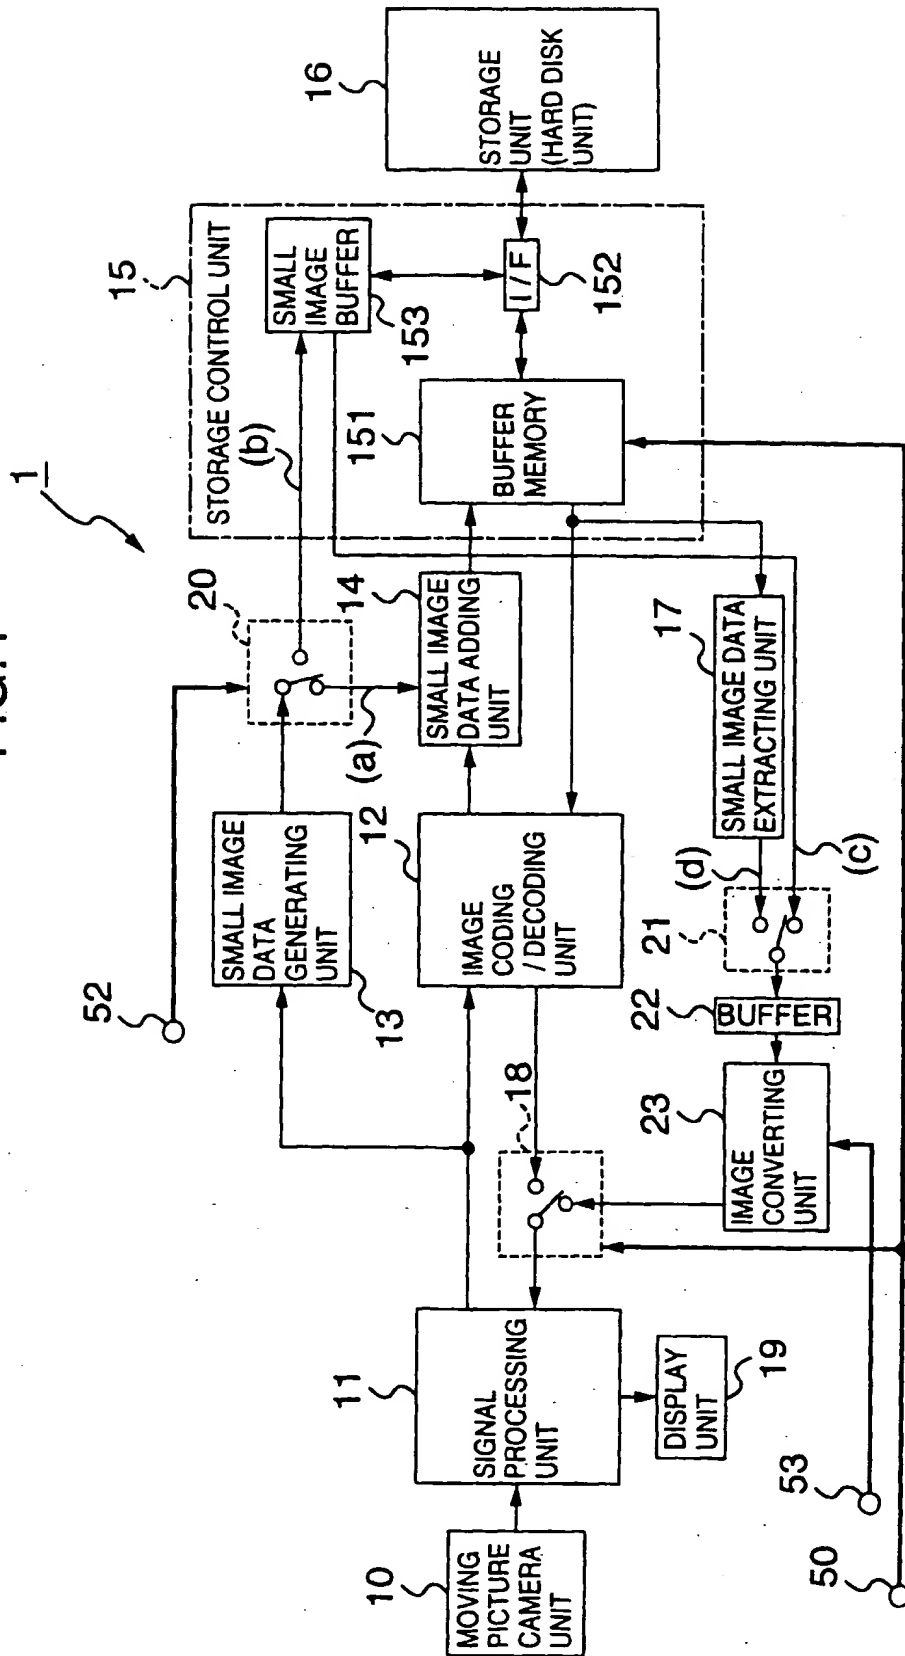 1
52
20
15
STORAGE CONTROL UNIT
(b)
SMALL
IMAGE
BUFFER
153
16
STORAGE
UNIT
(HARD DISK
UNIT)
I/F
152
SMALL IMAGE
DATA
GENERATING
UNIT
13
(a)
14
SMALL IMAGE
DATA ADDING
UNIT
151
BUFFER
MEMORY
12
IMAGE
CODING
/DECODING
UNIT
10
MOVING
PICTURE
CAMERA
UNIT
11
SIGNAL
PROCESSING
UNIT
18
19
DISPLAY
UNIT
23
IMAGE
CONVERTING
UNIT
22
BUFFER
21
(d)
(c)
17
SMALL IMAGE DATA
EXTRACTING UNIT
53
50